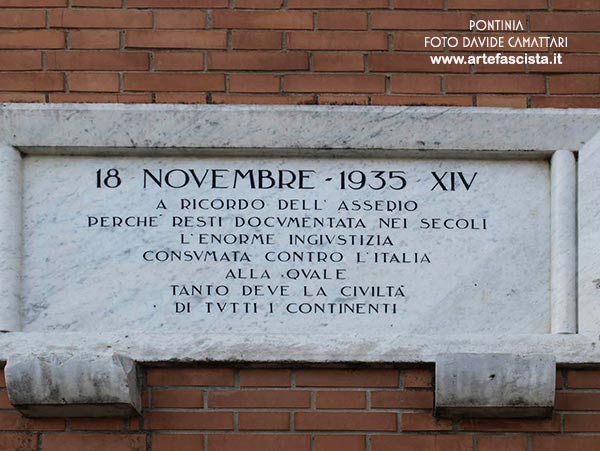 PONTINIA
FOTO DAVIDE CAMATTARI
www.artefascista.it
18 NOVEMBRE - 1935 XIV
A RICORDO DELL' ASSEDIO
PERCHE' RESTI DOCVMENTATA NEI SECOLI
L'ENORME INGIVSTIZIA
CONSVMATA CONTRO L'ITALIA
ALLA QVALE
TANTO DEVE LA CIVILTÀ
DI TVTTI I CONTINENTI